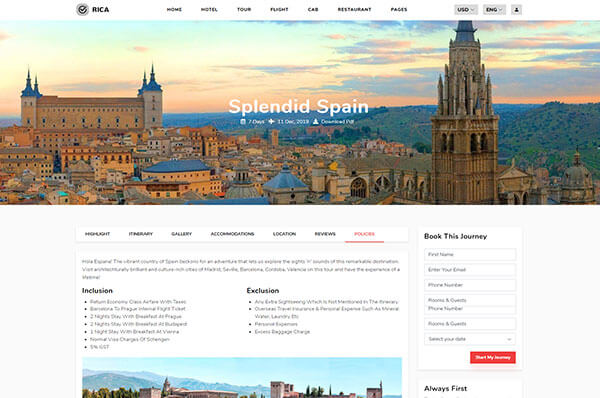 RICA
HOME HOTEL TOUR FLIGHT CAB RESTAURANT PAGES
USD ENG
Splendid Spain
7 Days 11 Dec, 2019 Download Pdf
HIGHLIGHT ITINERARY GALLERY ACCOMMODATIONS LOCATION REVIEWS POLICIES
Hola Espana! The vibrant country of Spain beckons for an adventure that lets us explore the sights 'n' sounds of this remarkable destination.
Visit architecturally brilliant and culture-rich cities of Madrid, Seville, Barcelona, Cordoba, Valencia on this tour and have the experience of a
lifetime!
Inclusion
Return Economy Class Airfare With Taxes
Barcelona To Prague Internal Flight Ticket
2 Nights Stay With Breakfast At Prague
2 Nights Stay With Breakfast At Budapest
1 Night Stay With Breakfast At Vienna
Normal Visa Charges Of Schengen
5% GST
Exclusion
Any Extra Sightseeing Which Is Not Mentioned In The Itinerary
Overseas Travel Insurance & Personal Expense Such As Mineral
Water, Laundry Etc
Personal Expenses
Excess Baggage Charge
Book This Journey
First Name
Enter Your Email
Phone Number
Rooms & Guests
Phone Number
Rooms & Guests
Select your date
Start My Journey
Always First